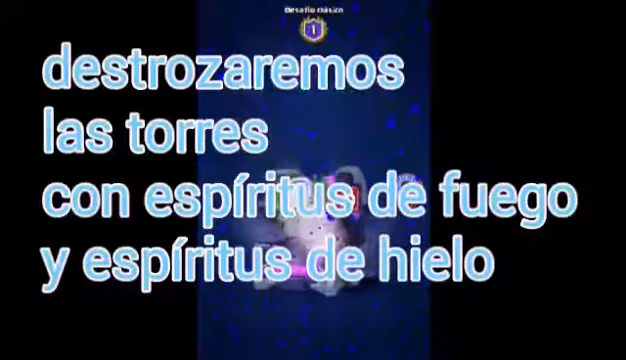 Desafío clásico
1
destrozaremos
las torres
con espíritus de fuego
y espíritus de hielo